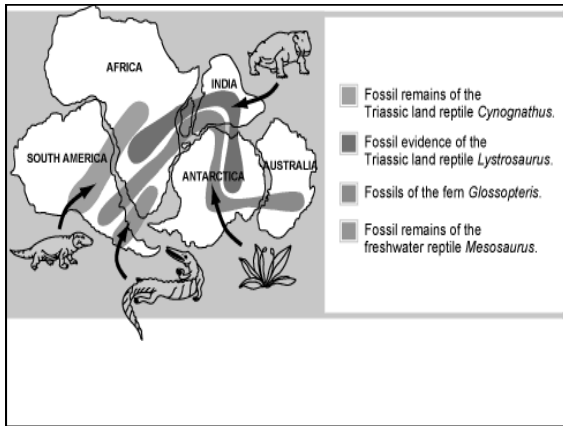 AFRICA
INDIA
SOUTH AMERICA
ANTARCTICA
AUSTRALIA
Fossil remains of the
Triassic land reptile Cynognathus.
Fossil evidence of the
Triassic land reptile Lystrosaurus.
Fossils of the fern Glossopteris.
Fossil remains of the
freshwater reptile Mesosaurus.